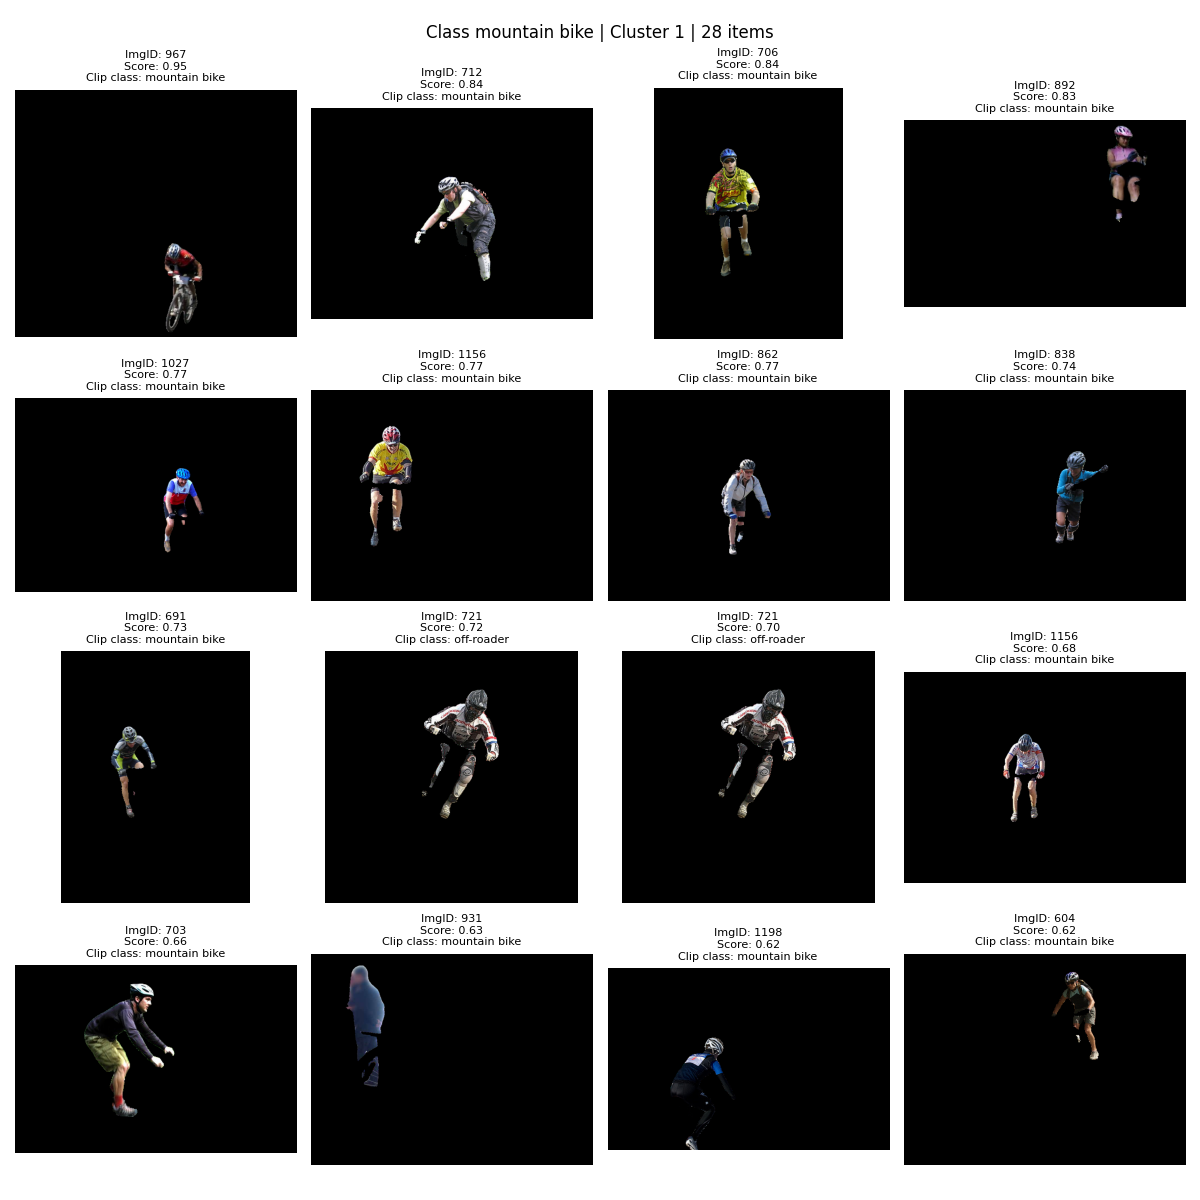 Class mountain bike | Cluster 1 | 28 items
ImgID: 967
Score: 0.95
Clip class: mountain bike
ImgID: 712
Score: 0.84
Clip class: mountain bike
ImgID: 706
Score: 0.84
Clip class: mountain bike
ImgID: 892
Score: 0.83
Clip class: mountain bike
ImgID: 1027
Score: 0.77
Clip class: mountain bike
ImgID: 1156
Score: 0.77
Clip class: mountain bike
ImgID: 862
Score: 0.77
Clip class: mountain bike
ImgID: 838
Score: 0.74
Clip class: mountain bike
ImgID: 691
Score: 0.73
Clip class: mountain bike
ImgID: 721
Score: 0.72
Clip class: off-roader
ImgID: 721
Score: 0.70
Clip class: off-roader
ImgID: 1156
Score: 0.68
Clip class: mountain bike
ImgID: 703
Score: 0.66
Clip class: mountain bike
ImgID: 931
Score: 0.63
Clip class: mountain bike
ImgID: 1198
Score: 0.62
Clip class: mountain bike
ImgID: 604
Score: 0.62
Clip class: mountain bike